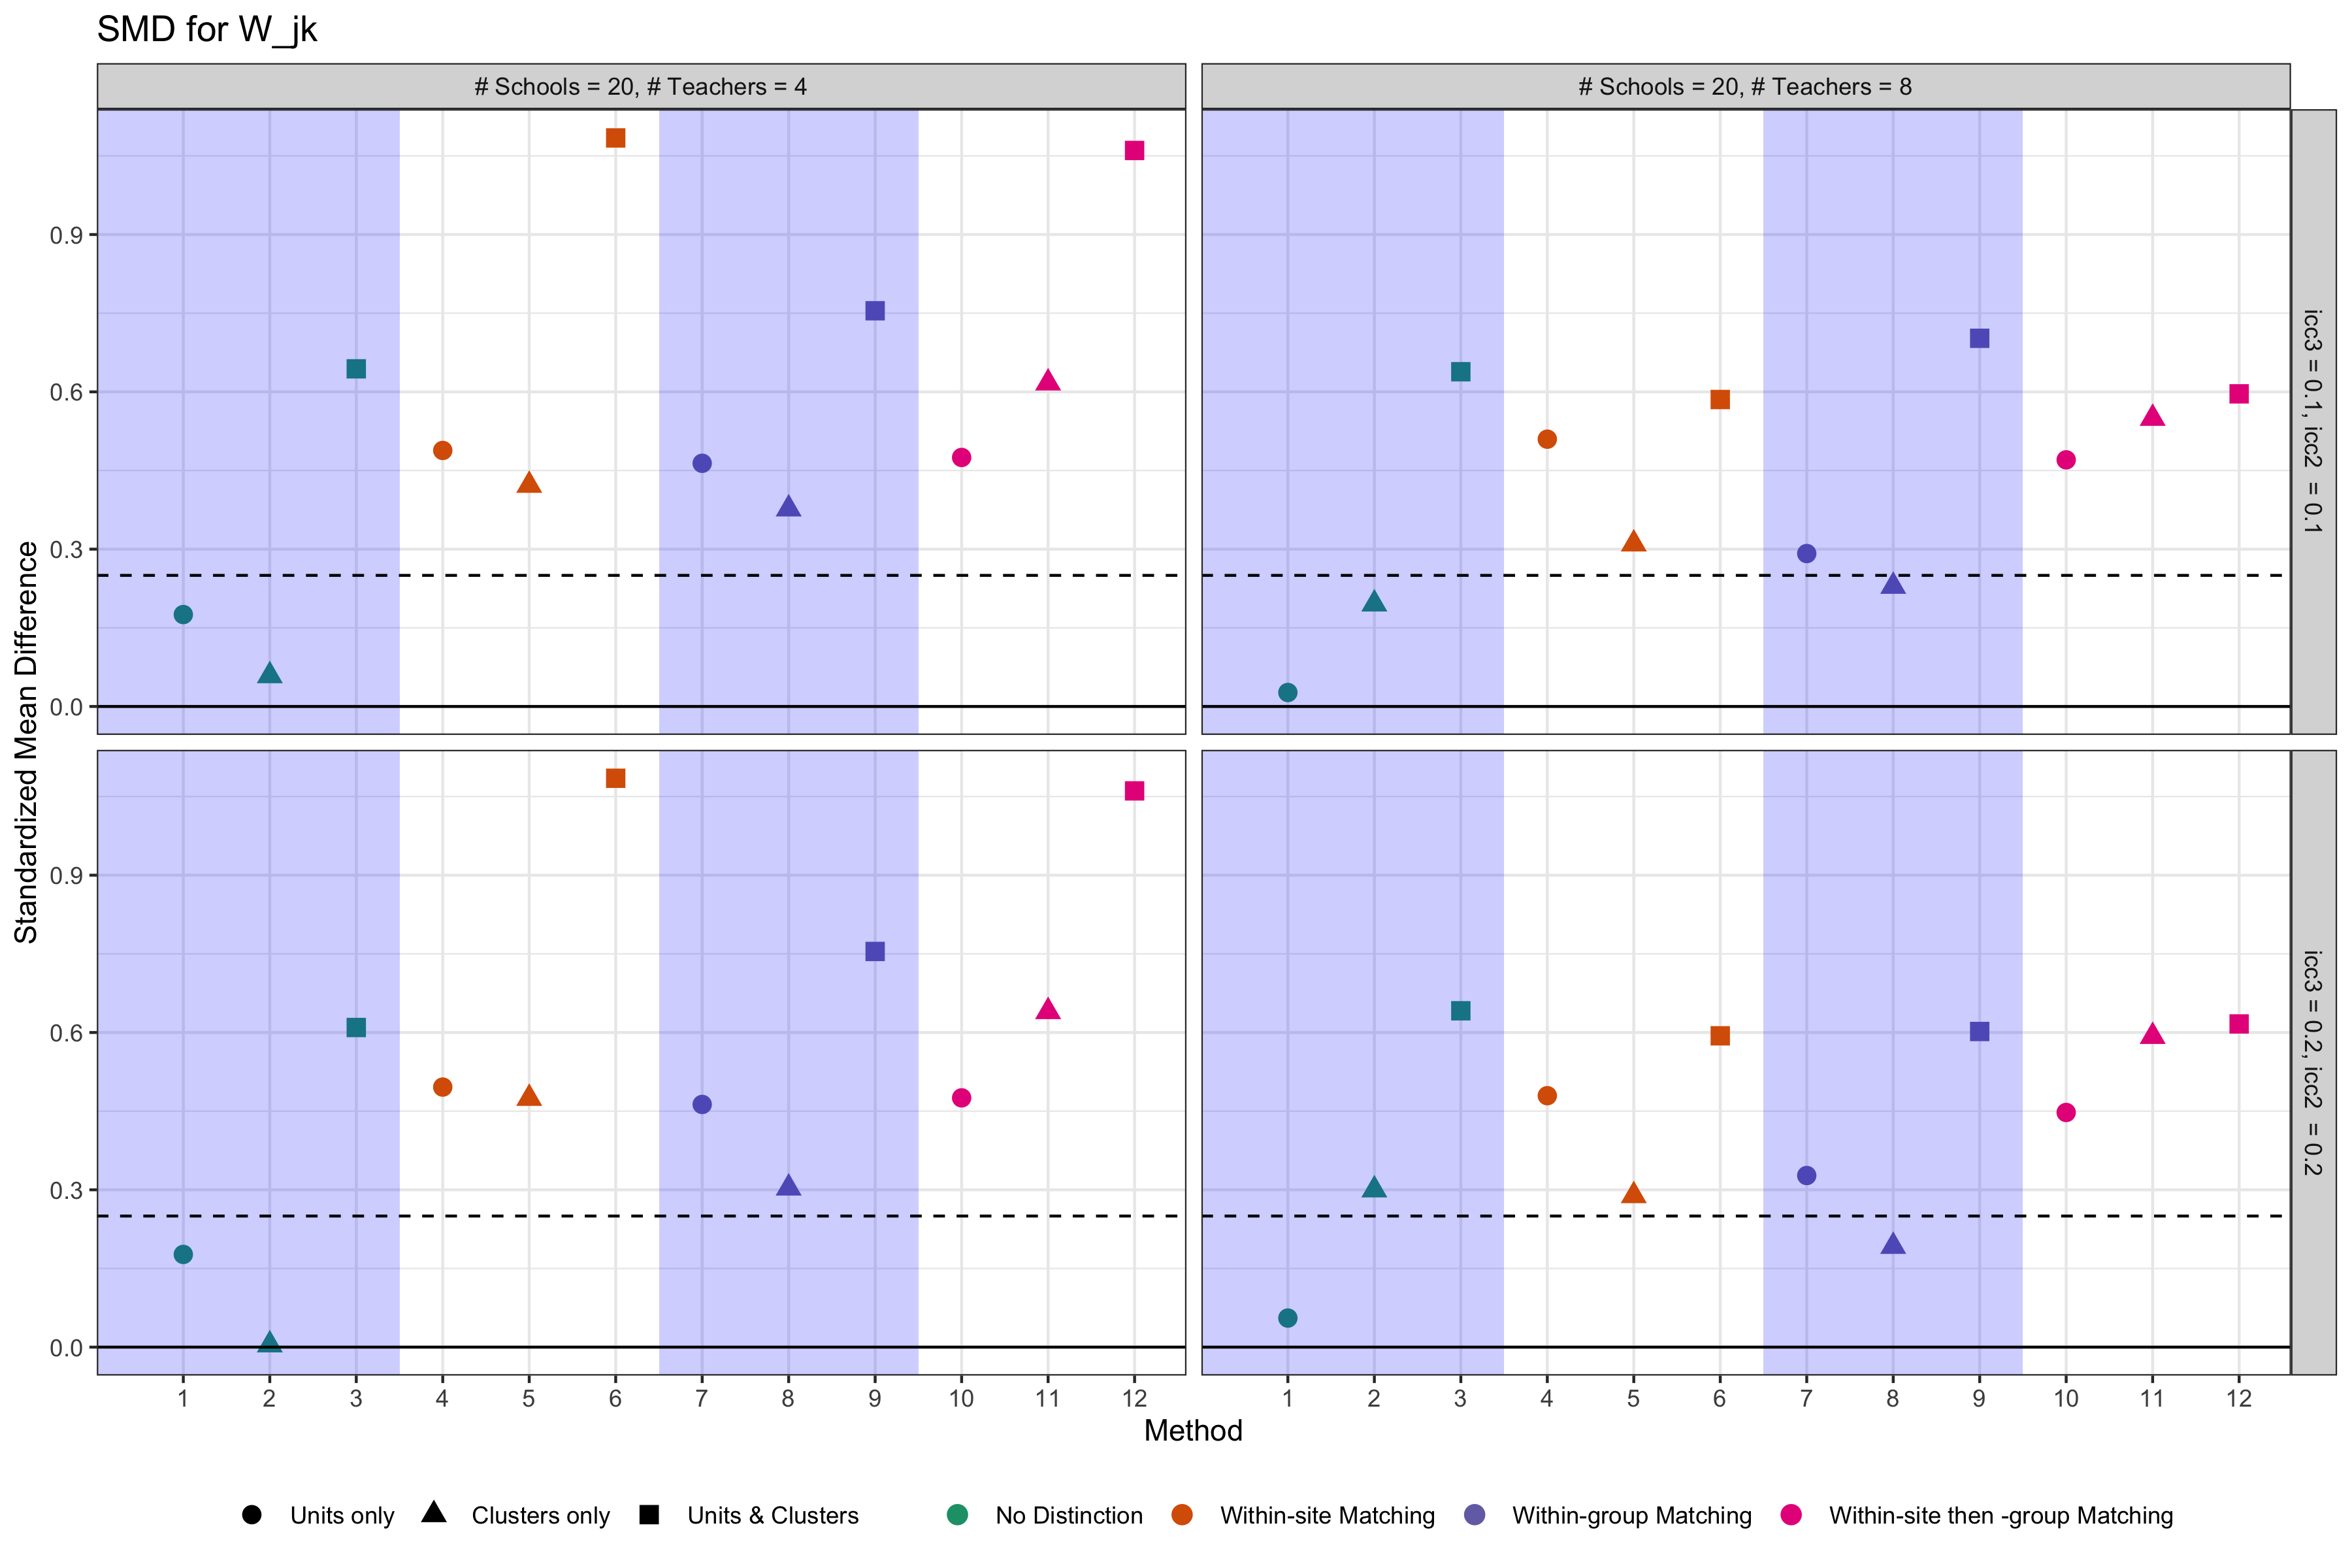 SMD for W_jk
# Schools = 20, # Teachers = 4
# Schools = 20, # Teachers = 8
icc3 = 0.1, icc2  = 0.1
icc3 = 0.2, icc2  = 0.2
Standardized Mean Difference
0.9
0.6
0.3
0.0
0.9
0.6
0.3
0.0
1 2 3 4 5 6 7 8 9 10 11 12
1 2 3 4 5 6 7 8 9 10 11 12
Method
Units only Clusters only Units & Clusters No Distinction Within-site Matching Within-group Matching Within-site then -group Matching